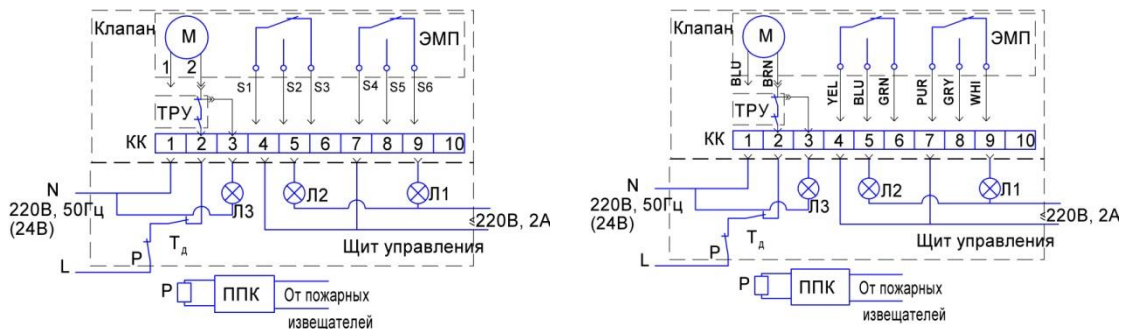 Клапан М ЭМП
1 2 S1 S2 S3 S4 S5 S6
ТРУ
КК 1 2 3 4 5 6 7 8 9 10
N Л3 Л2 Л1
220В, 50Гц
(24В)
≤220В, 2А
Tд
Р Щит управления
L
Р ППК От пожарных
извещателей
Клапан М ЭМП
BLU BRN YEL BLU GRN PUR GRY WHI
ТРУ
КК 1 2 3 4 5 6 7 8 9 10
N Л3 Л2 Л1
220В, 50Гц
(24В)
≤220В, 2А
Tд
Р Щит управления
L
Р ППК От пожарных
извещателей